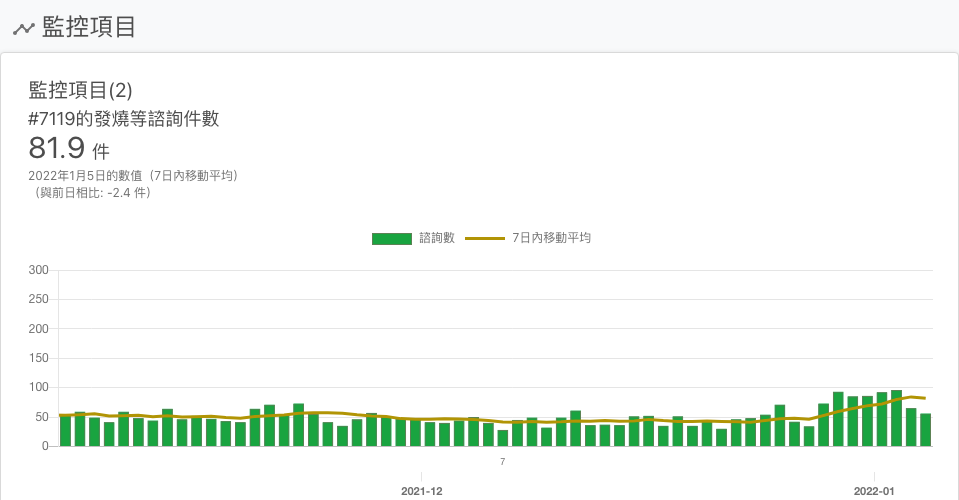 監控項目
監控項目(2)
#7119的發燒等諮詢件數
81.9 件
2022年1月5日的數值（7日內移動平均）
（與前日相比: -2.4 件）
諮詢數 7日內移動平均
300
250
200
150
100
50
0
7
2021-12 2022-01